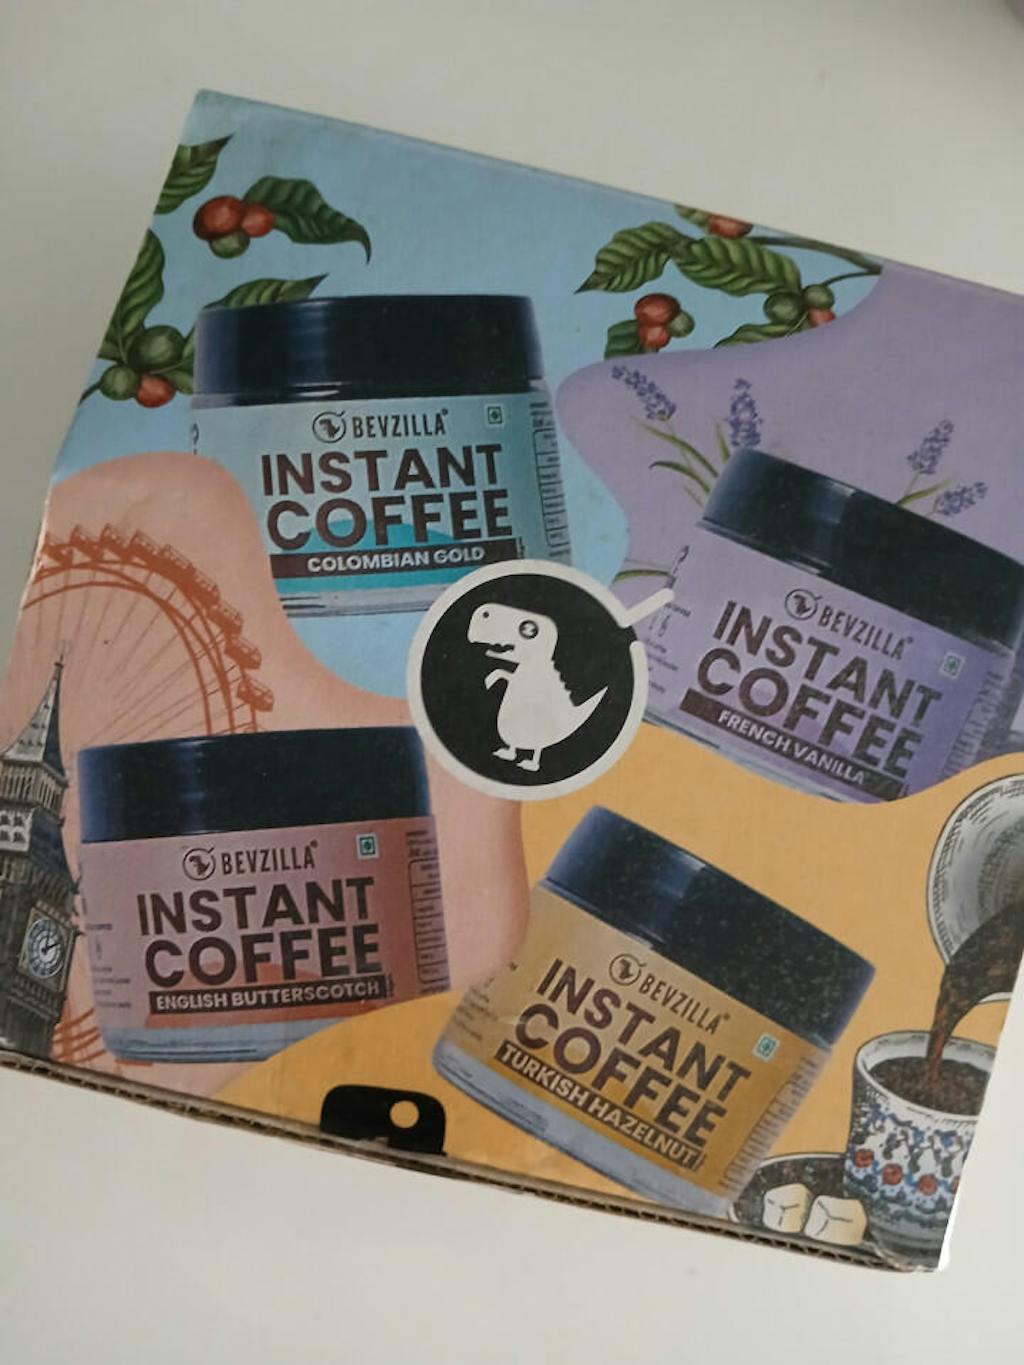 BEVZILLA
INSTANT
COFFEE
COLOMBIAN GOLD
BEVZILLA
INSTANT
COFFEE
FRENCH VANILLA
BEVZILLA
INSTANT
COFFEE
ENGLISH BUTTERSCOTCH
BEVZILLA
INSTANT
COFFEE
TURKISH HAZELNUT